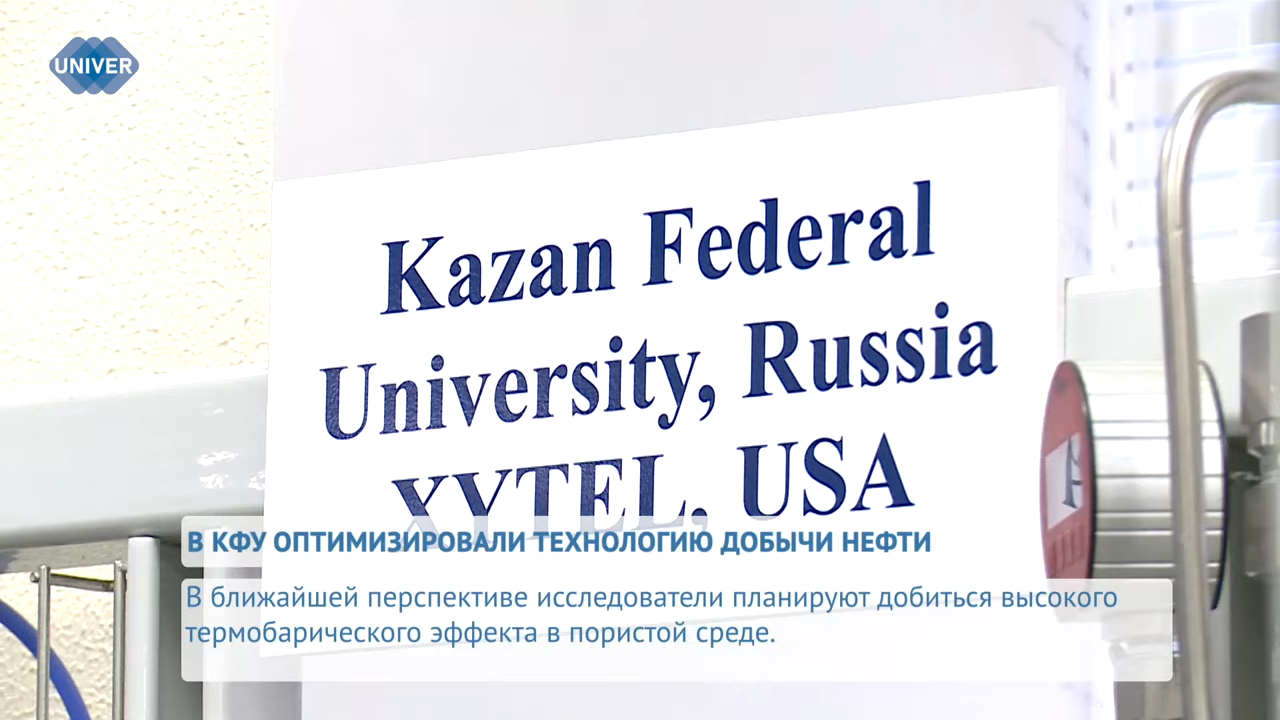 UNIVER
Kazan Federal
University, Russia
XYTEL, USA
В КФУ ОПТИМИЗИРОВАЛИ ТЕХНОЛОГИЮ ДОБЫЧИ НЕФТИ
В ближайшей перспективе исследователи планируют добиться высокого
термобарического эффекта в пористой среде.